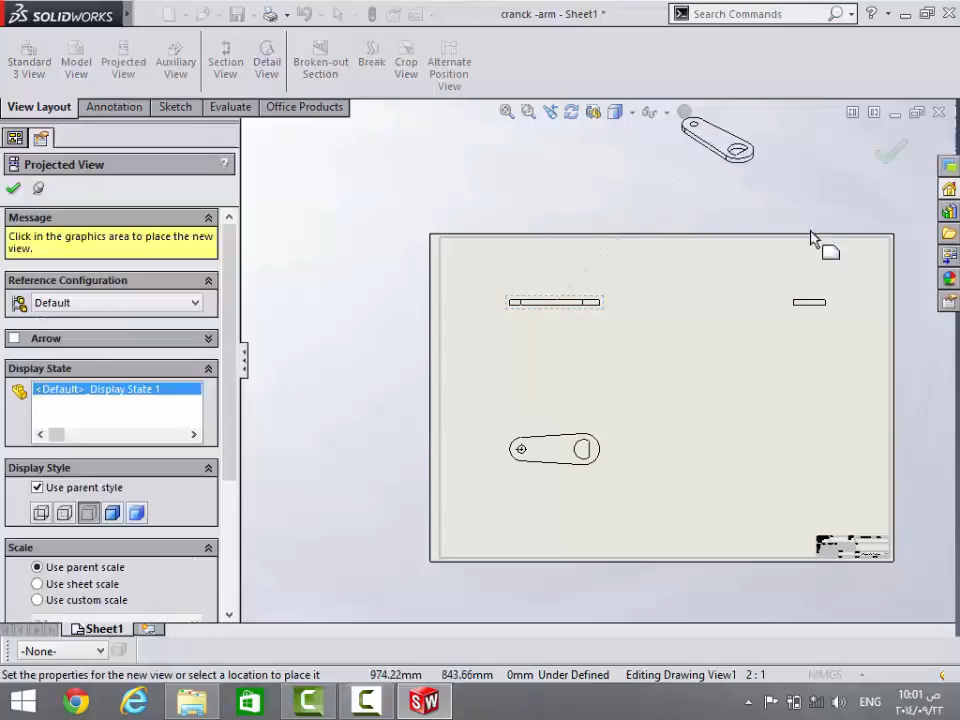 SOLIDWORKS
cranck -arm - Sheet1 *
Search Commands
Standard 3 View
Model View
Projected View
Auxiliary View
Section View
Detail View
Broken-out Section
Break
Crop View
Alternate Position View
View Layout
Annotation
Sketch
Evaluate
Office Products
Projected View
?
Message
Click in the graphics area to place the new
view.
Reference Configuration
Default
Arrow
Display State
<Default>_Display State 1
Display Style
Use parent style
Scale
Use parent scale
Use sheet scale
Use custom scale
Sheet1
-None-
Set the properties for the new view or select a location to place it
974.22mm
843.66mm
0mm Under Defined
Editing Drawing View1
2 : 1
MMGS
ENG
10:01 ص
٢٠١٤/٠٩/٢٢